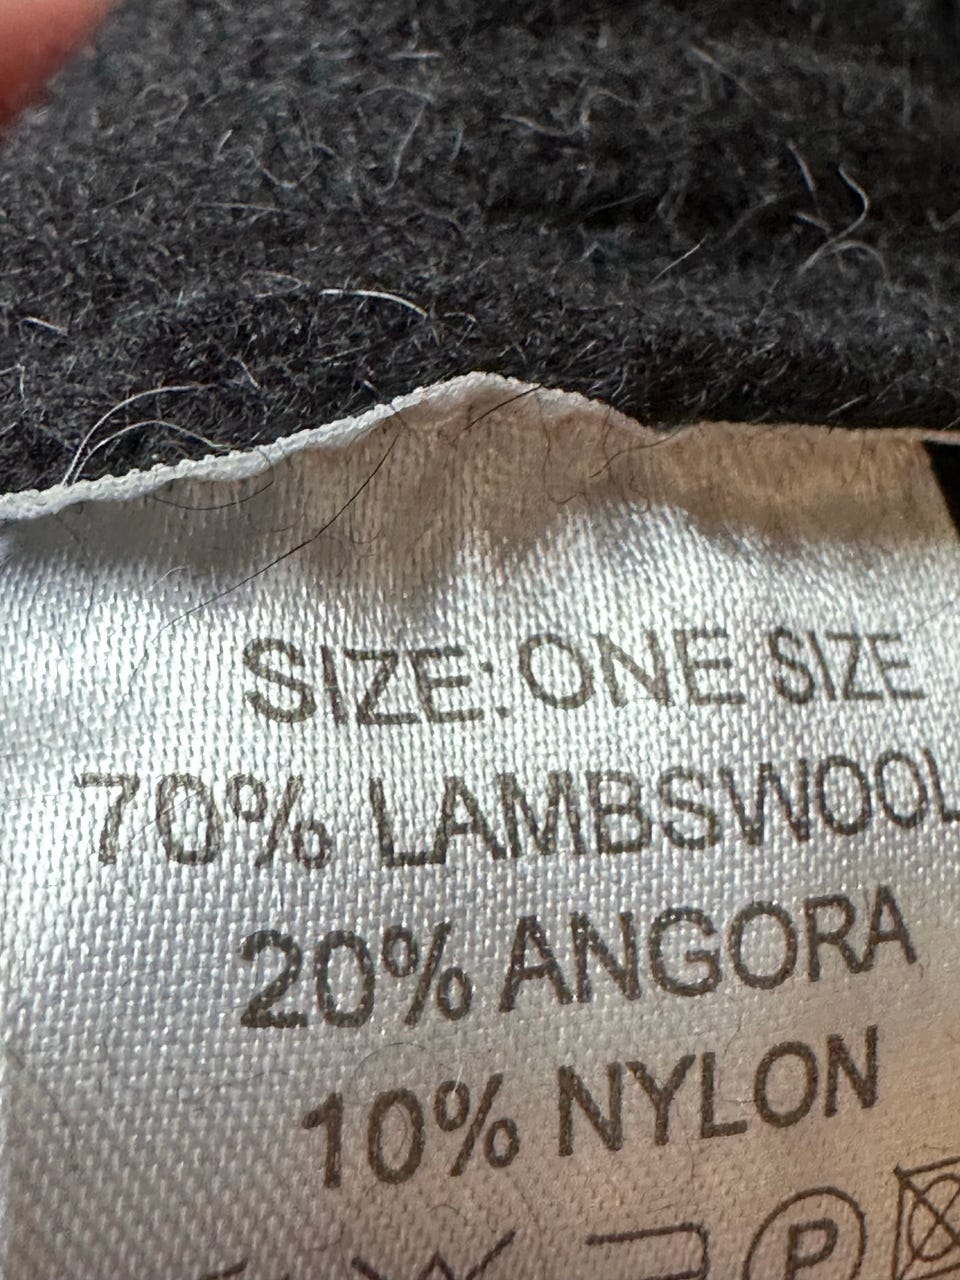 SIZE: ONE SIZE
70% LAMBSWOOL
20% ANGORA
10% NYLON
P